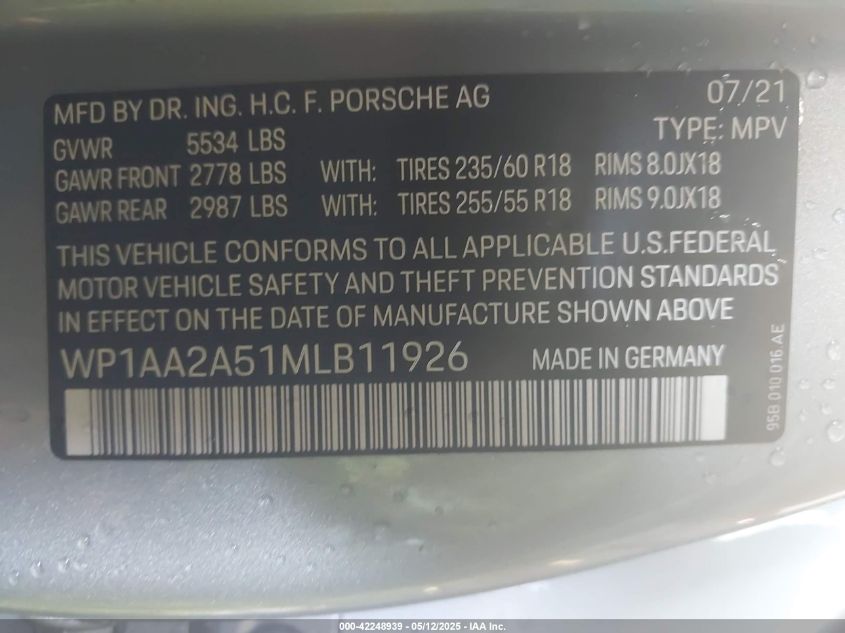 MFD BY DR. ING. H.C. F. PORSCHE AG 07/21
TYPE: MPV
GVWR 5534 LBS
GAWR FRONT 2778 LBS WITH: TIRES 235/60 R18 RIMS 8.0JX18
GAWR REAR 2987 LBS WITH: TIRES 255/55 R18 RIMS 9.0JX18
THIS VEHICLE CONFORMS TO ALL APPLICABLE U.S.FEDERAL
MOTOR VEHICLE SAFETY AND THEFT PREVENTION STANDARDS
IN EFFECT ON THE DATE OF MANUFACTURE SHOWN ABOVE
WP1AA2A51MLB11926 MADE IN GERMANY
95B 010 016 AE
000-42248939 - 05/12/2025 - IAA Inc.